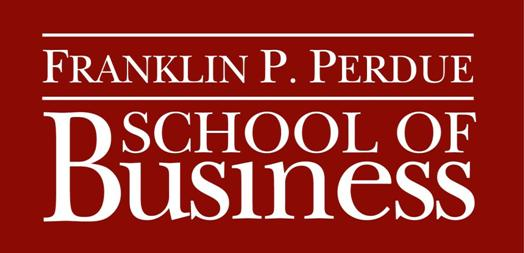 FRANKLIN P. PERDUE
SCHOOL OF
Business